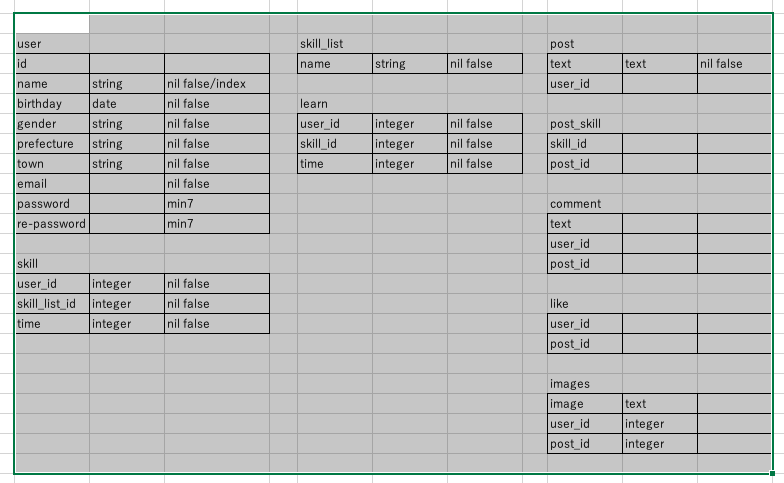 user
id
name string nil false/index
birthday date nil false
gender string nil false
prefecture string nil false
town string nil false
email nil false
password min7
re-password min7
skill
user_id integer nil false
skill_list_id integer nil false
time integer nil false
skill_list
name string nil false
learn
user_id integer nil false
skill_id integer nil false
time integer nil false
post
text text nil false
user_id
post_skill
skill_id
post_id
comment
text
user_id
post_id
like
user_id
post_id
images
image text
user_id integer
post_id integer